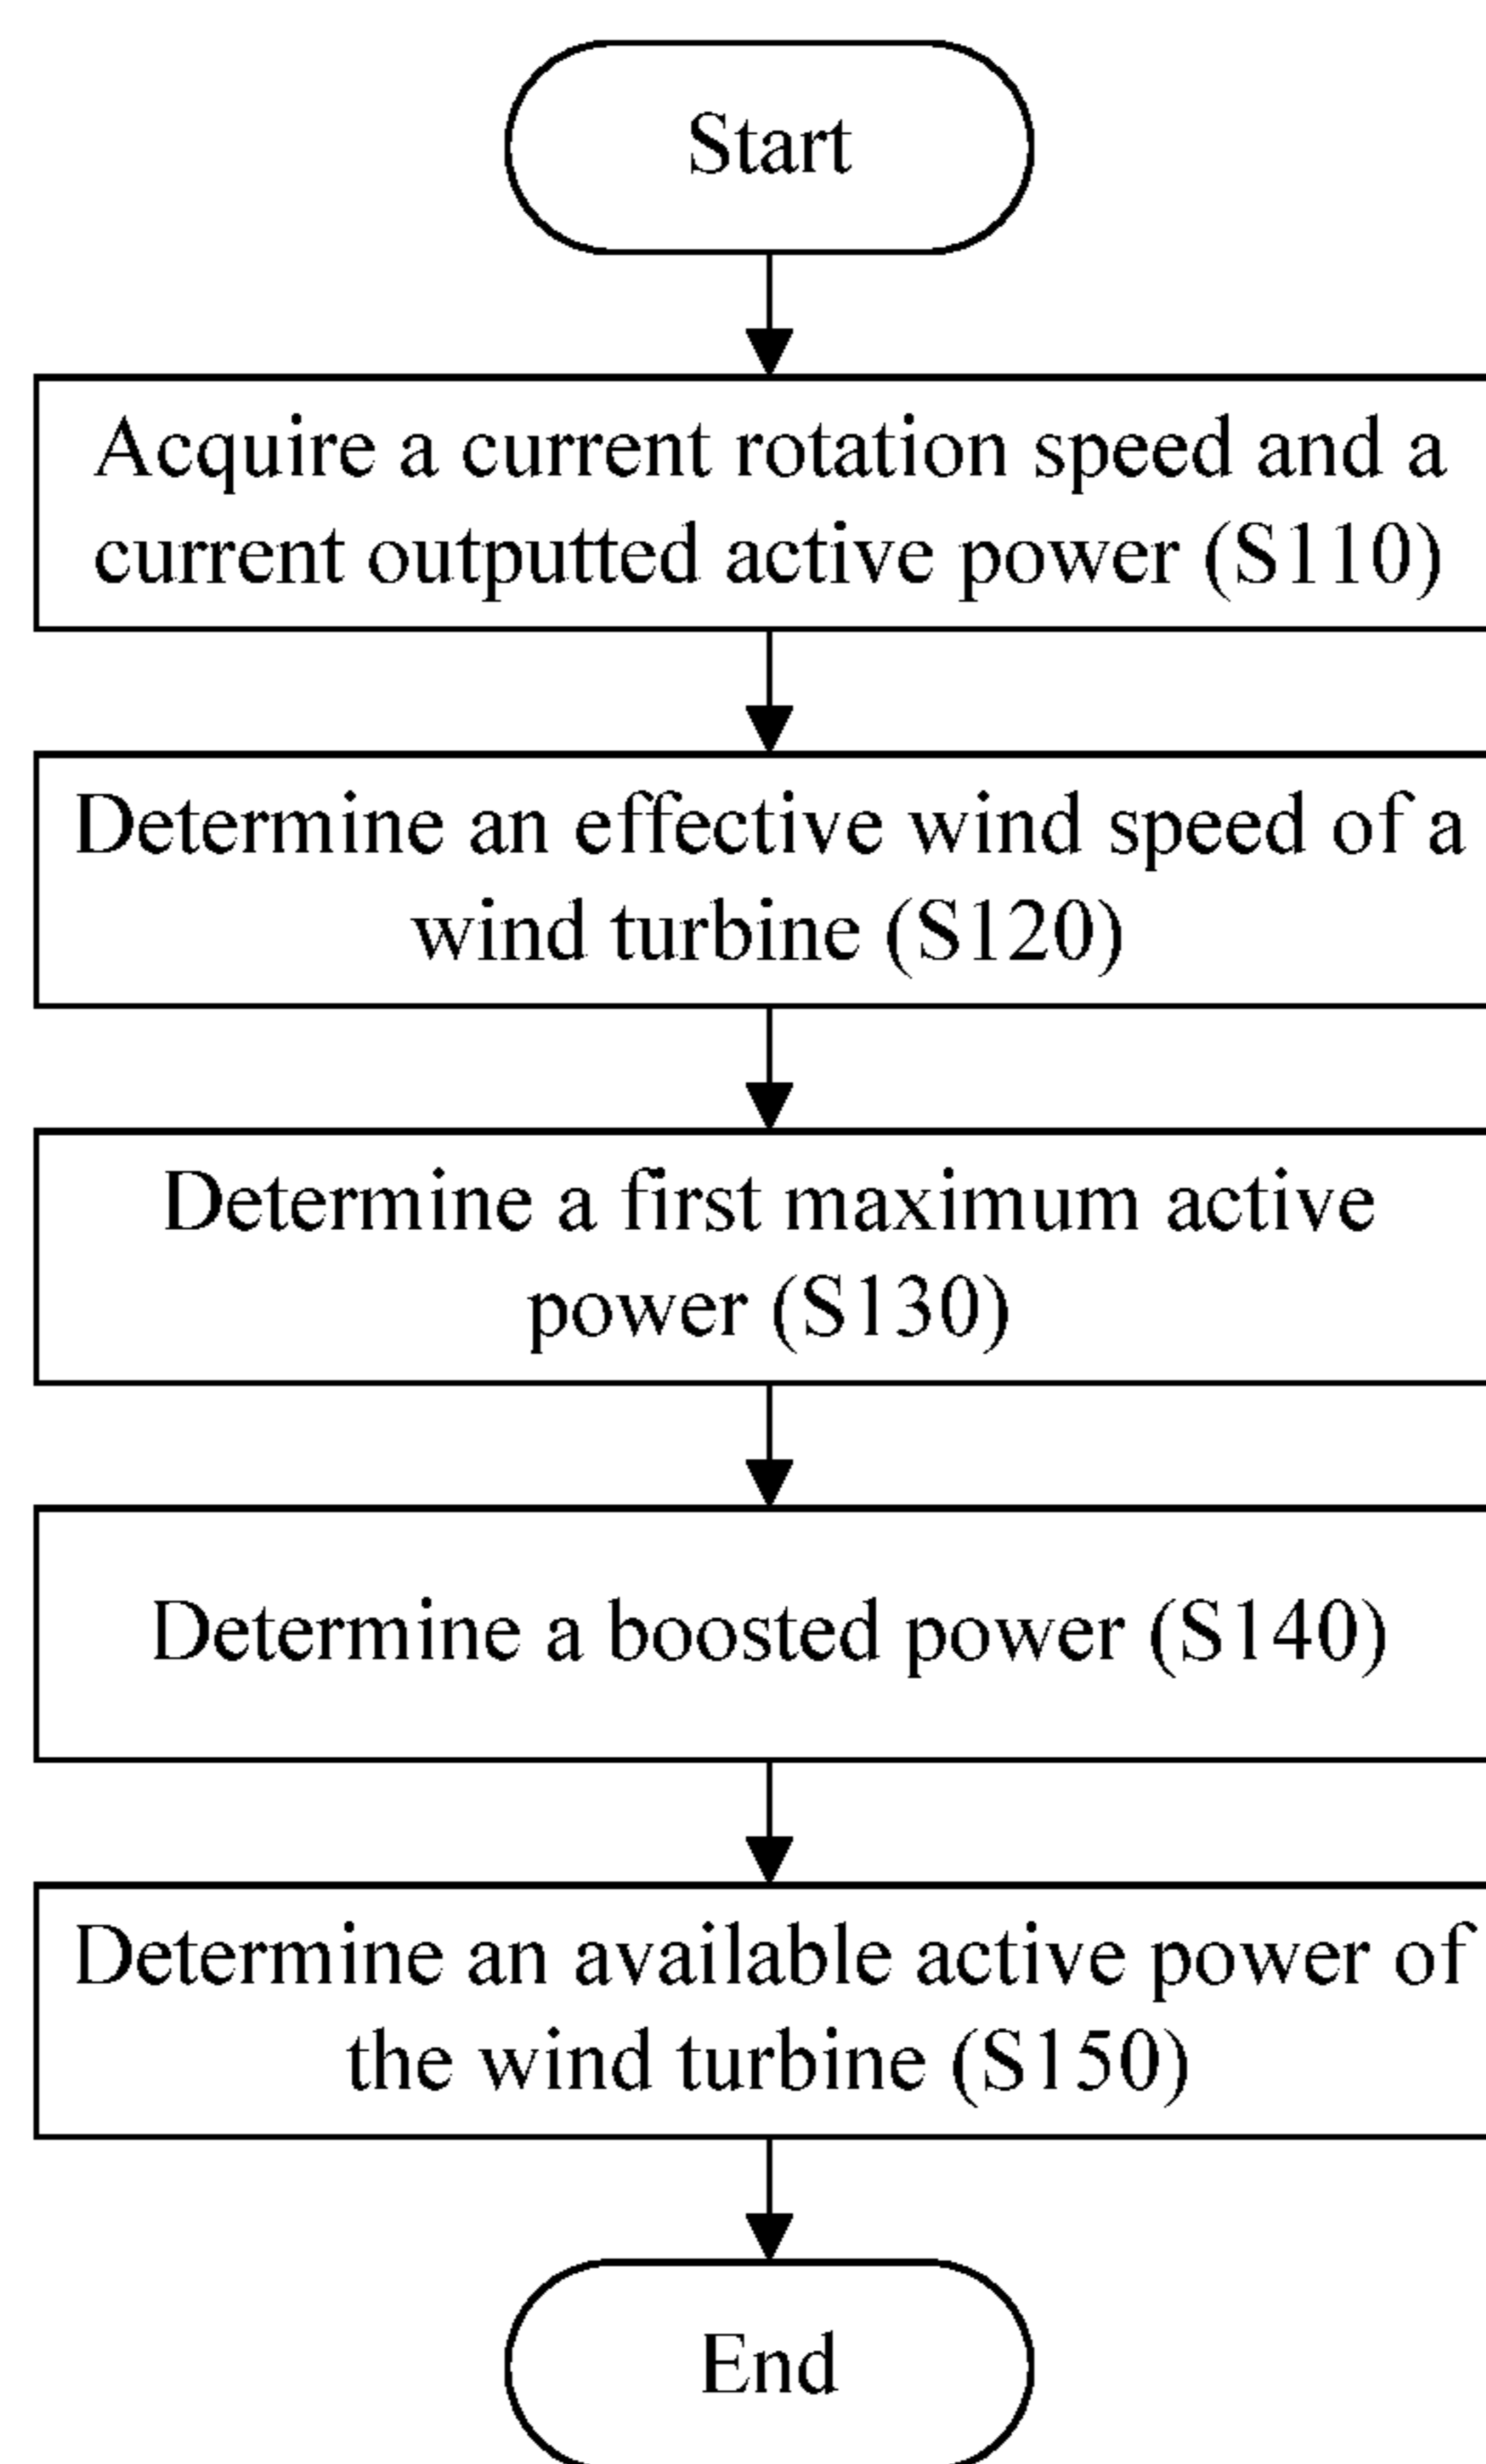 Start
Acquire a current rotation speed and a
current outputted active power (S110)
Determine an effective wind speed of a
wind turbine (S120)
Determine a first maximum active
power (S130)
Determine a boosted power (S140)
Determine an available active power of
the wind turbine (S150)
End